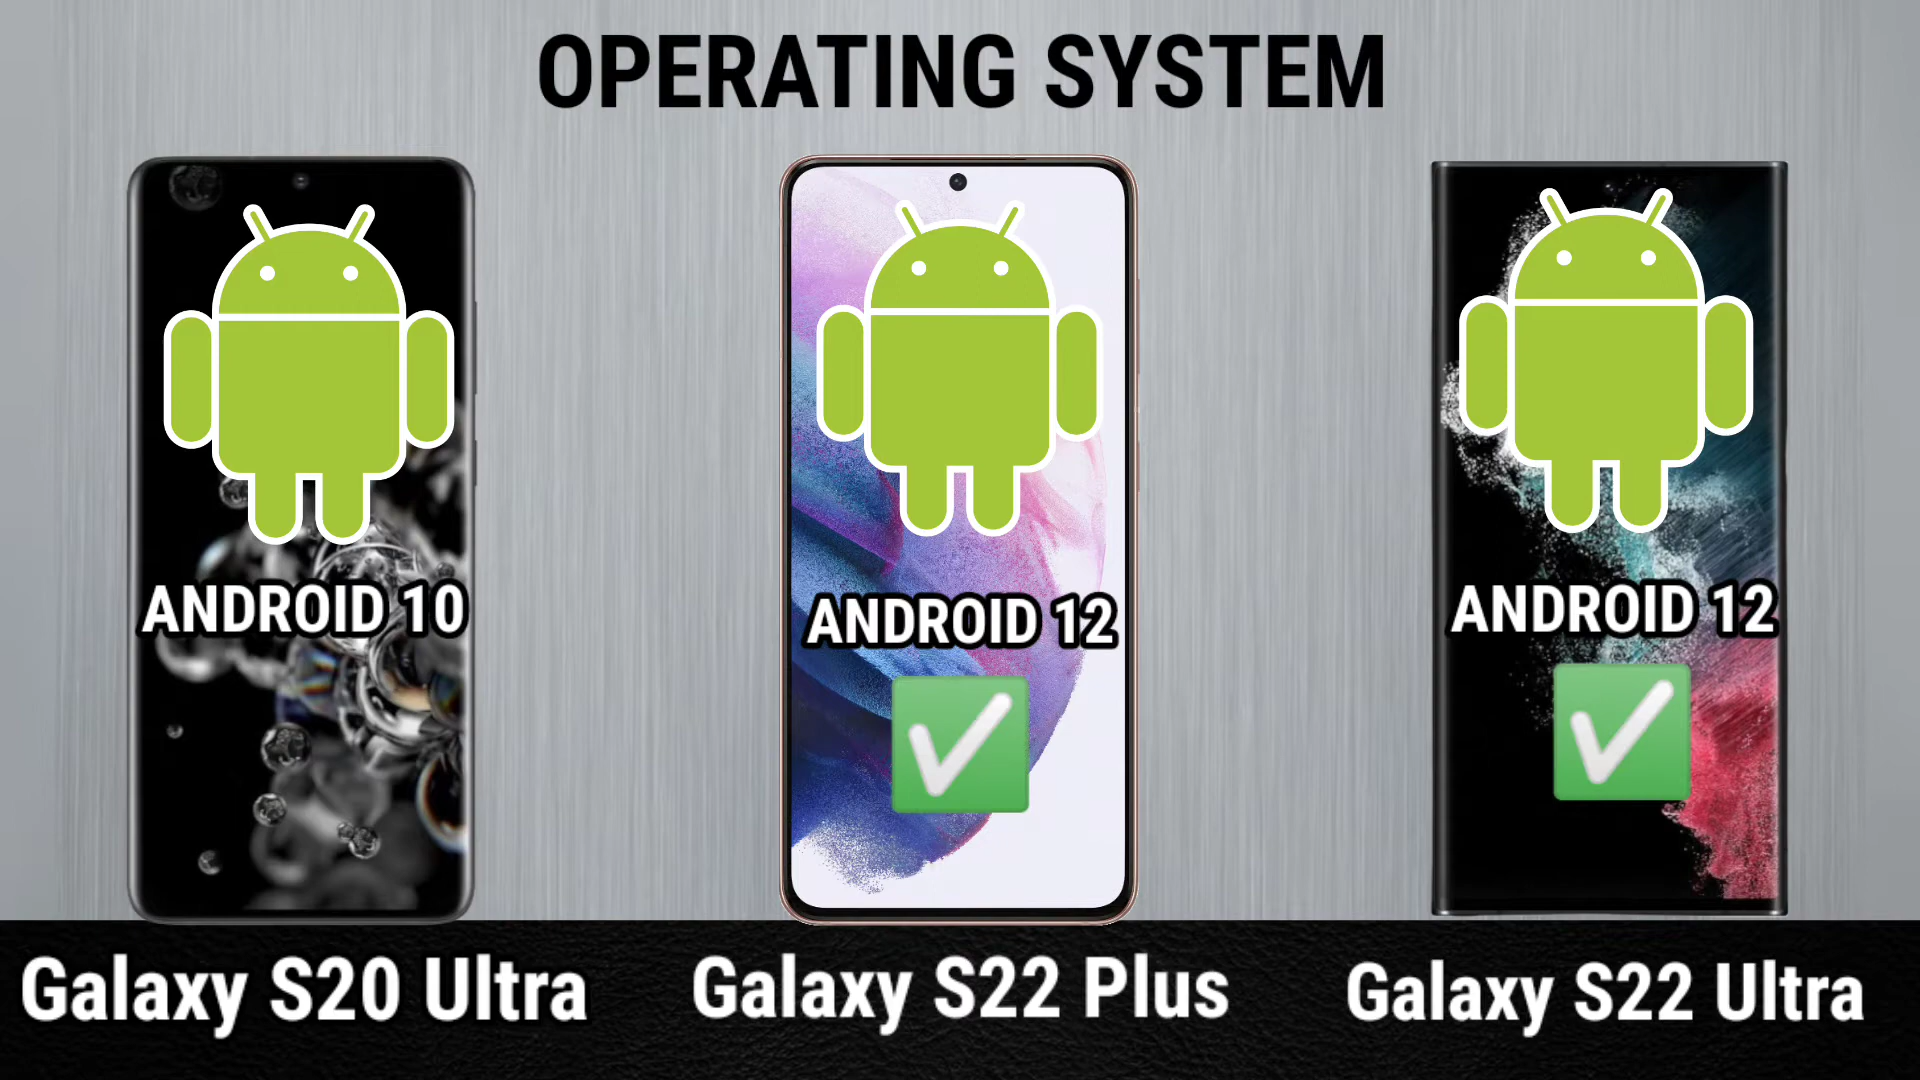 OPERATING SYSTEM
ANDROID 10
ANDROID 12
ANDROID 12
Galaxy S20 Ultra
Galaxy S22 Plus
Galaxy S22 Ultra